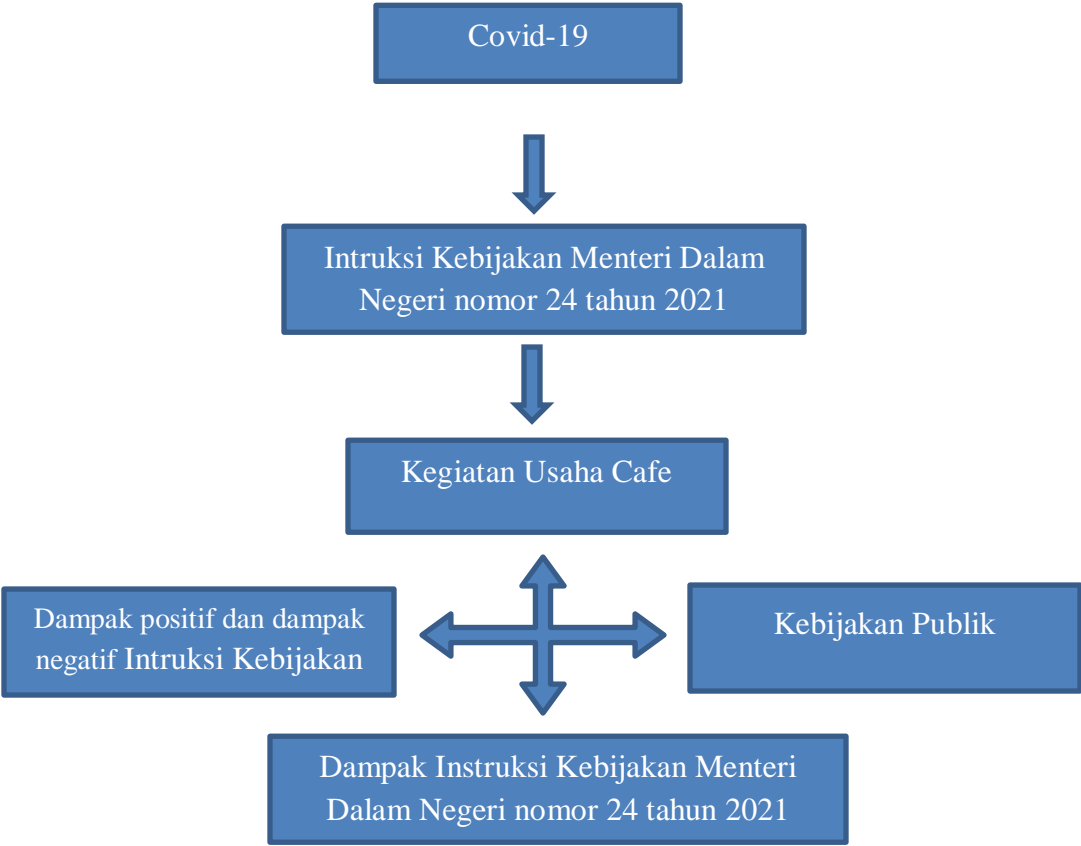 Covid-19
Intruksi Kebijakan Menteri Dalam
Negeri nomor 24 tahun 2021
Kegiatan Usaha Cafe
Dampak positif dan dampak
negatif Intruksi Kebijakan
Kebijakan Publik
Dampak Instruksi Kebijakan Menteri
Dalam Negeri nomor 24 tahun 2021